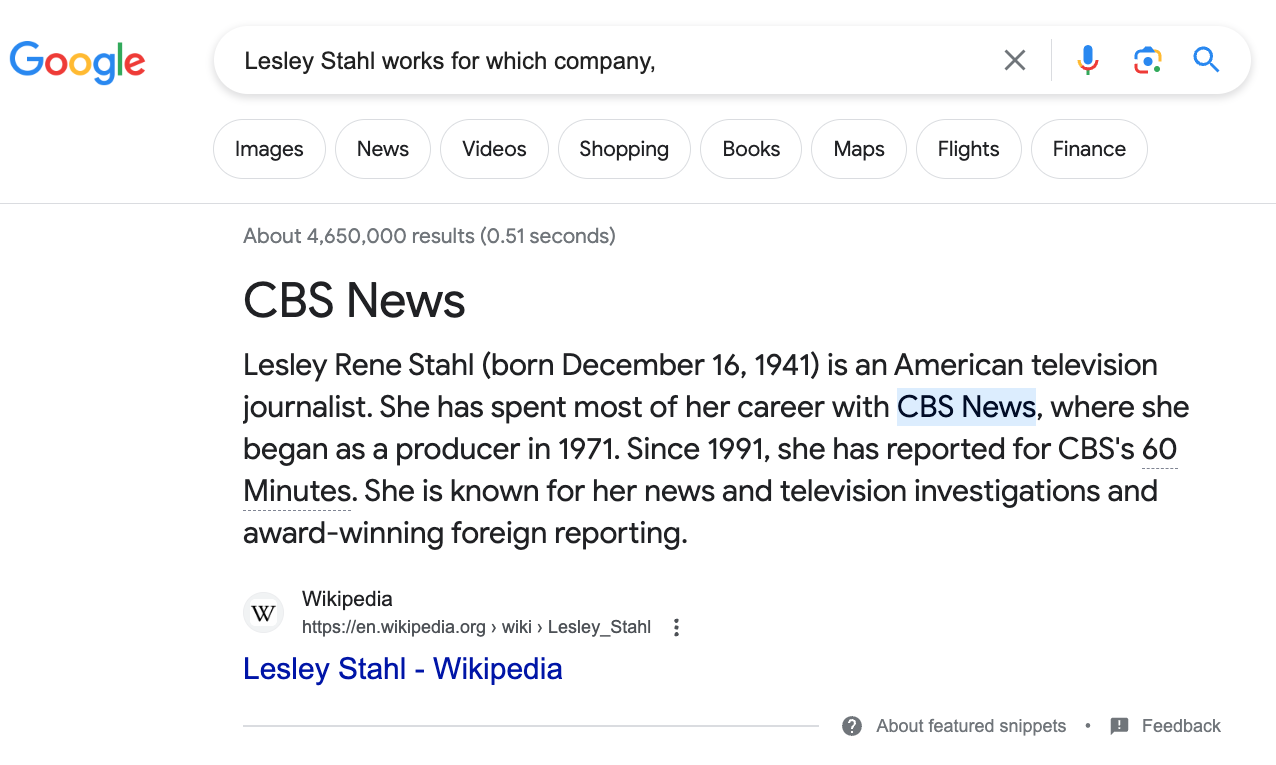 Google
Lesley Stahl works for which company,
Images News Videos Shopping Books Maps Flights Finance
About 4,650,000 results (0.51 seconds)
CBS News
Lesley Rene Stahl (born December 16, 1941) is an American television
journalist. She has spent most of her career with CBS News, where she
began as a producer in 1971. Since 1991, she has reported for CBS's 60
Minutes. She is known for her news and television investigations and
award-winning foreign reporting.
W
Wikipedia
https://en.wikipedia.org › wiki › Lesley_Stahl
Lesley Stahl - Wikipedia
About featured snippets • Feedback